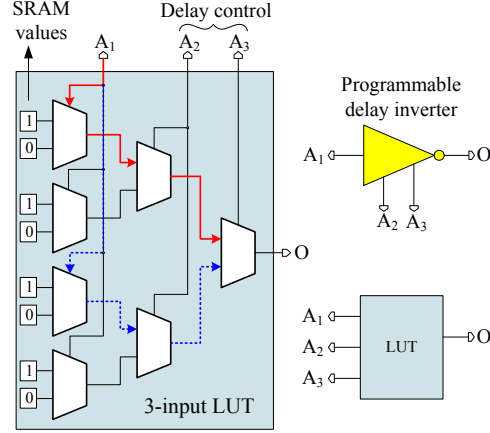 SRAM
values
Delay control
A1
A2
A3
1
0
1
0
1
0
1
0
O
3-input LUT
Programmable
delay inverter
A1
O
A2
A3
A1
A2
A3
LUT
O